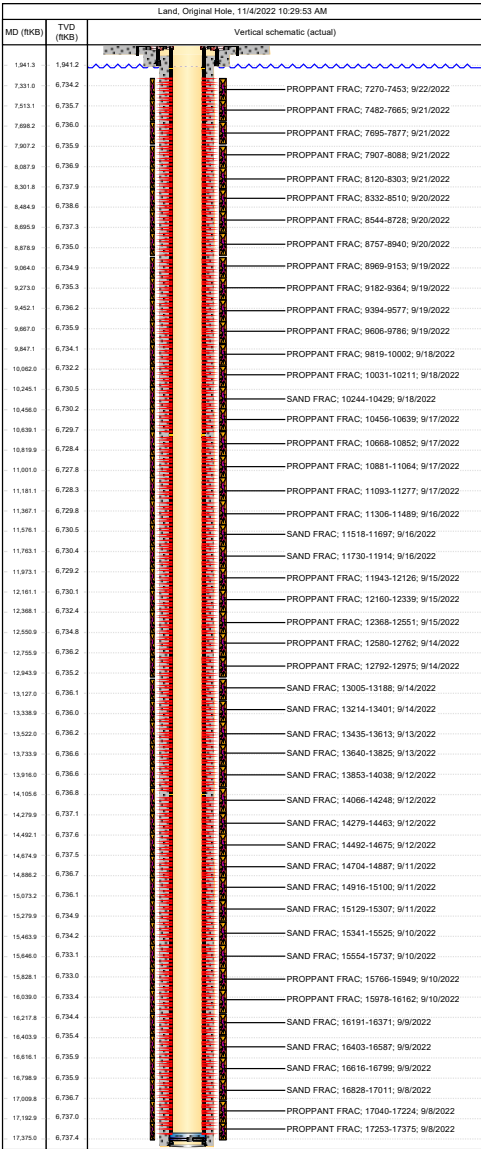 Land, Original Hole, 11/4/2022 10:29:53 AM
MD (ftKB)
TVD (ftKB)
Vertical schematic (actual)
1,941.3 1,941.2
7,331.0 6,734.2
7,513.1 6,735.7
7,698.2 6,736.0
7,907.2 6,735.9
8,087.9 6,736.9
8,301.8 6,737.9
8,484.9 6,738.6
8,695.9 6,737.3
8,878.9 6,735.0
9,084.0 6,734.9
9,273.0 6,735.3
9,452.1 6,736.2
9,667.0 6,735.9
9,847.1 6,734.1
10,062.0 6,732.2
10,245.1 6,730.5
10,456.0 6,730.2
10,639.1 6,729.7
10,819.9 6,728.4
11,001.0 6,727.8
11,181.1 6,728.3
11,367.1 6,729.8
11,576.1 6,730.5
11,763.1 6,730.4
11,973.1 6,729.2
12,161.1 6,730.1
12,368.1 6,732.4
12,550.9 6,734.8
12,755.9 6,736.2
12,943.9 6,735.2
13,127.0 6,736.1
13,338.9 6,736.0
13,522.0 6,736.2
13,733.9 6,736.6
13,916.0 6,736.6
14,105.6 6,736.8
14,279.9 6,737.1
14,492.1 6,737.6
14,674.9 6,737.5
14,886.2 6,736.7
15,073.2 6,736.1
15,279.9 6,734.9
15,463.9 6,734.2
15,646.0 6,733.1
15,828.1 6,733.0
16,039.0 6,733.4
16,217.8 6,734.4
16,403.9 6,735.4
16,616.1 6,735.9
16,798.9 6,735.9
17,009.8 6,736.7
17,192.9 6,737.0
17,375.0 6,737.4
PROPPANT FRAC; 7270-7453; 9/22/2022
PROPPANT FRAC; 7482-7665; 9/21/2022
PROPPANT FRAC; 7695-7877; 9/21/2022
PROPPANT FRAC; 7907-8088; 9/21/2022
PROPPANT FRAC; 8120-8303; 9/21/2022
PROPPANT FRAC; 8332-8510; 9/20/2022
PROPPANT FRAC; 8544-8728; 9/20/2022
PROPPANT FRAC; 8757-8940; 9/20/2022
PROPPANT FRAC; 8969-9153; 9/19/2022
PROPPANT FRAC; 9182-9364; 9/19/2022
PROPPANT FRAC; 9394-9577; 9/19/2022
PROPPANT FRAC; 9606-9786; 9/19/2022
PROPPANT FRAC; 9819-10002; 9/18/2022
PROPPANT FRAC; 10031-10211; 9/18/2022
SAND FRAC; 10244-10429; 9/18/2022
PROPPANT FRAC; 10456-10639; 9/17/2022
PROPPANT FRAC; 10668-10852; 9/17/2022
PROPPANT FRAC; 10881-11064; 9/17/2022
PROPPANT FRAC; 11093-11277; 9/17/2022
PROPPANT FRAC; 11306-11489; 9/16/2022
SAND FRAC; 11518-11697; 9/16/2022
SAND FRAC; 11730-11914; 9/16/2022
PROPPANT FRAC; 11943-12126; 9/15/2022
PROPPANT FRAC; 12160-12339; 9/15/2022
PROPPANT FRAC; 12368-12551; 9/15/2022
PROPPANT FRAC; 12580-12762; 9/14/2022
PROPPANT FRAC; 12792-12975; 9/14/2022
SAND FRAC; 13005-13188; 9/14/2022
SAND FRAC; 13214-13401; 9/14/2022
SAND FRAC; 13435-13613; 9/13/2022
SAND FRAC; 13640-13825; 9/13/2022
SAND FRAC; 13853-14038; 9/12/2022
SAND FRAC; 14066-14248; 9/12/2022
SAND FRAC; 14279-14463; 9/12/2022
SAND FRAC; 14492-14675; 9/12/2022
SAND FRAC; 14704-14887; 9/11/2022
SAND FRAC; 14916-15100; 9/11/2022
SAND FRAC; 15129-15307; 9/11/2022
SAND FRAC; 15341-15525; 9/10/2022
SAND FRAC; 15554-15737; 9/10/2022
PROPPANT FRAC; 15766-15949; 9/10/2022
PROPPANT FRAC; 15978-16162; 9/10/2022
SAND FRAC; 16191-16371; 9/9/2022
SAND FRAC; 16403-16587; 9/9/2022
SAND FRAC; 16616-16799; 9/9/2022
SAND FRAC; 16828-17011; 9/8/2022
PROPPANT FRAC; 17040-17224; 9/8/2022
PROPPANT FRAC; 17253-17375; 9/8/2022